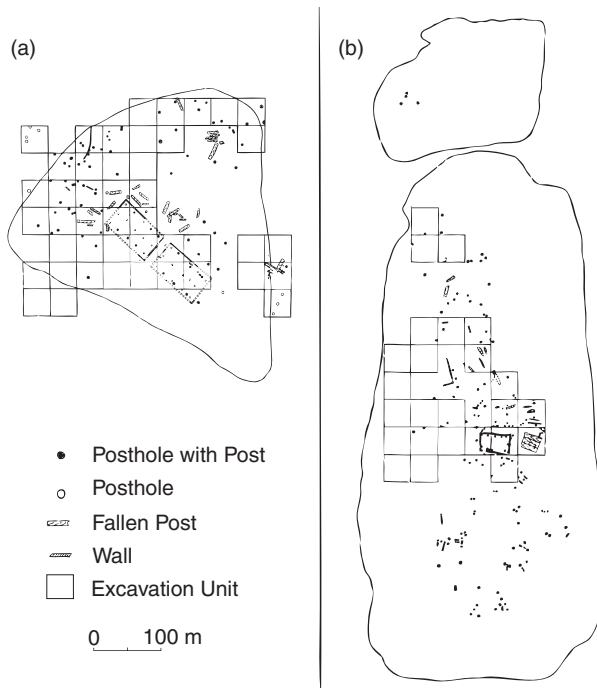 (a)
(b)
Posthole with Post
Posthole
Fallen Post
Wall
Excavation Unit
0 100 m